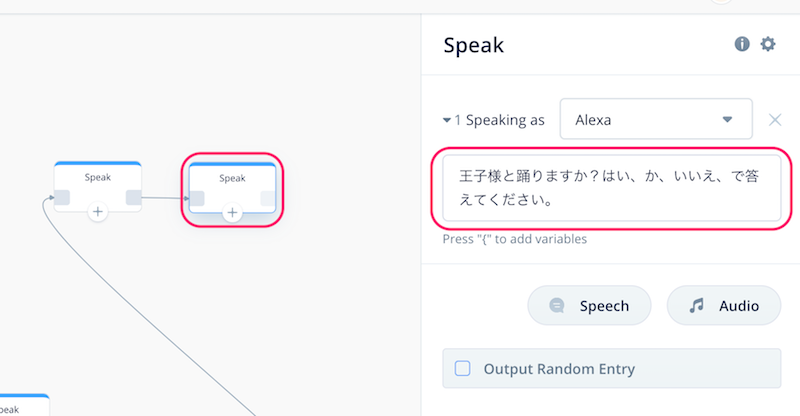 Speak
1 Speaking as
Alexa
王子様と踊りますか？はい、か、いいえ、で答
えてください。
Press "{" to add variables
Speech
Audio
Output Random Entry
Speak
Speak